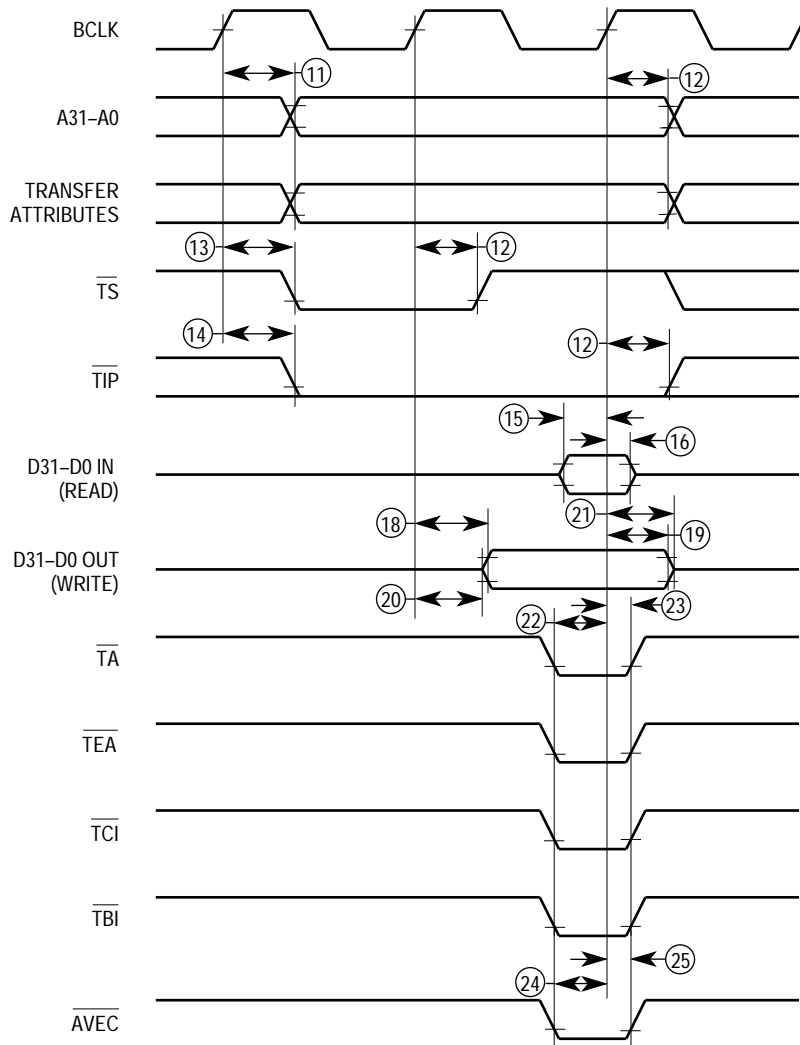 BCLK
11
12
A31–A0
TRANSFER
ATTRIBUTES
13
12
TS
14
12
TIP
15
16
D31–D0 IN
(READ)
21
18
19
D31–D0 OUT
(WRITE)
20
23
22
TA
TEA
TCI
TBI
25
24
AVEC